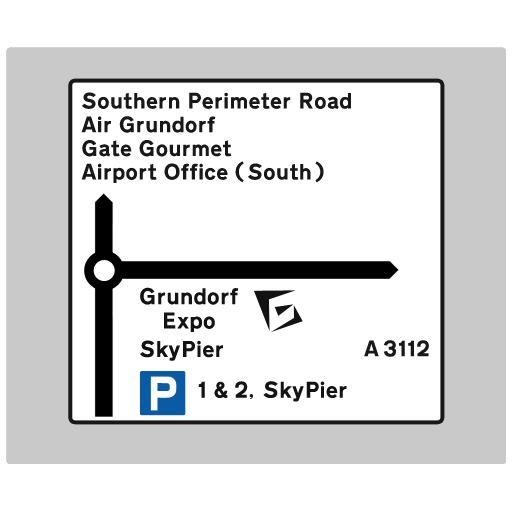 Southern Perimeter Road
Air Grundorf
Gate Gourmet
Airport Office (South)
Grundorf
Expo
SkyPier A 3112
P 1 & 2, SkyPier